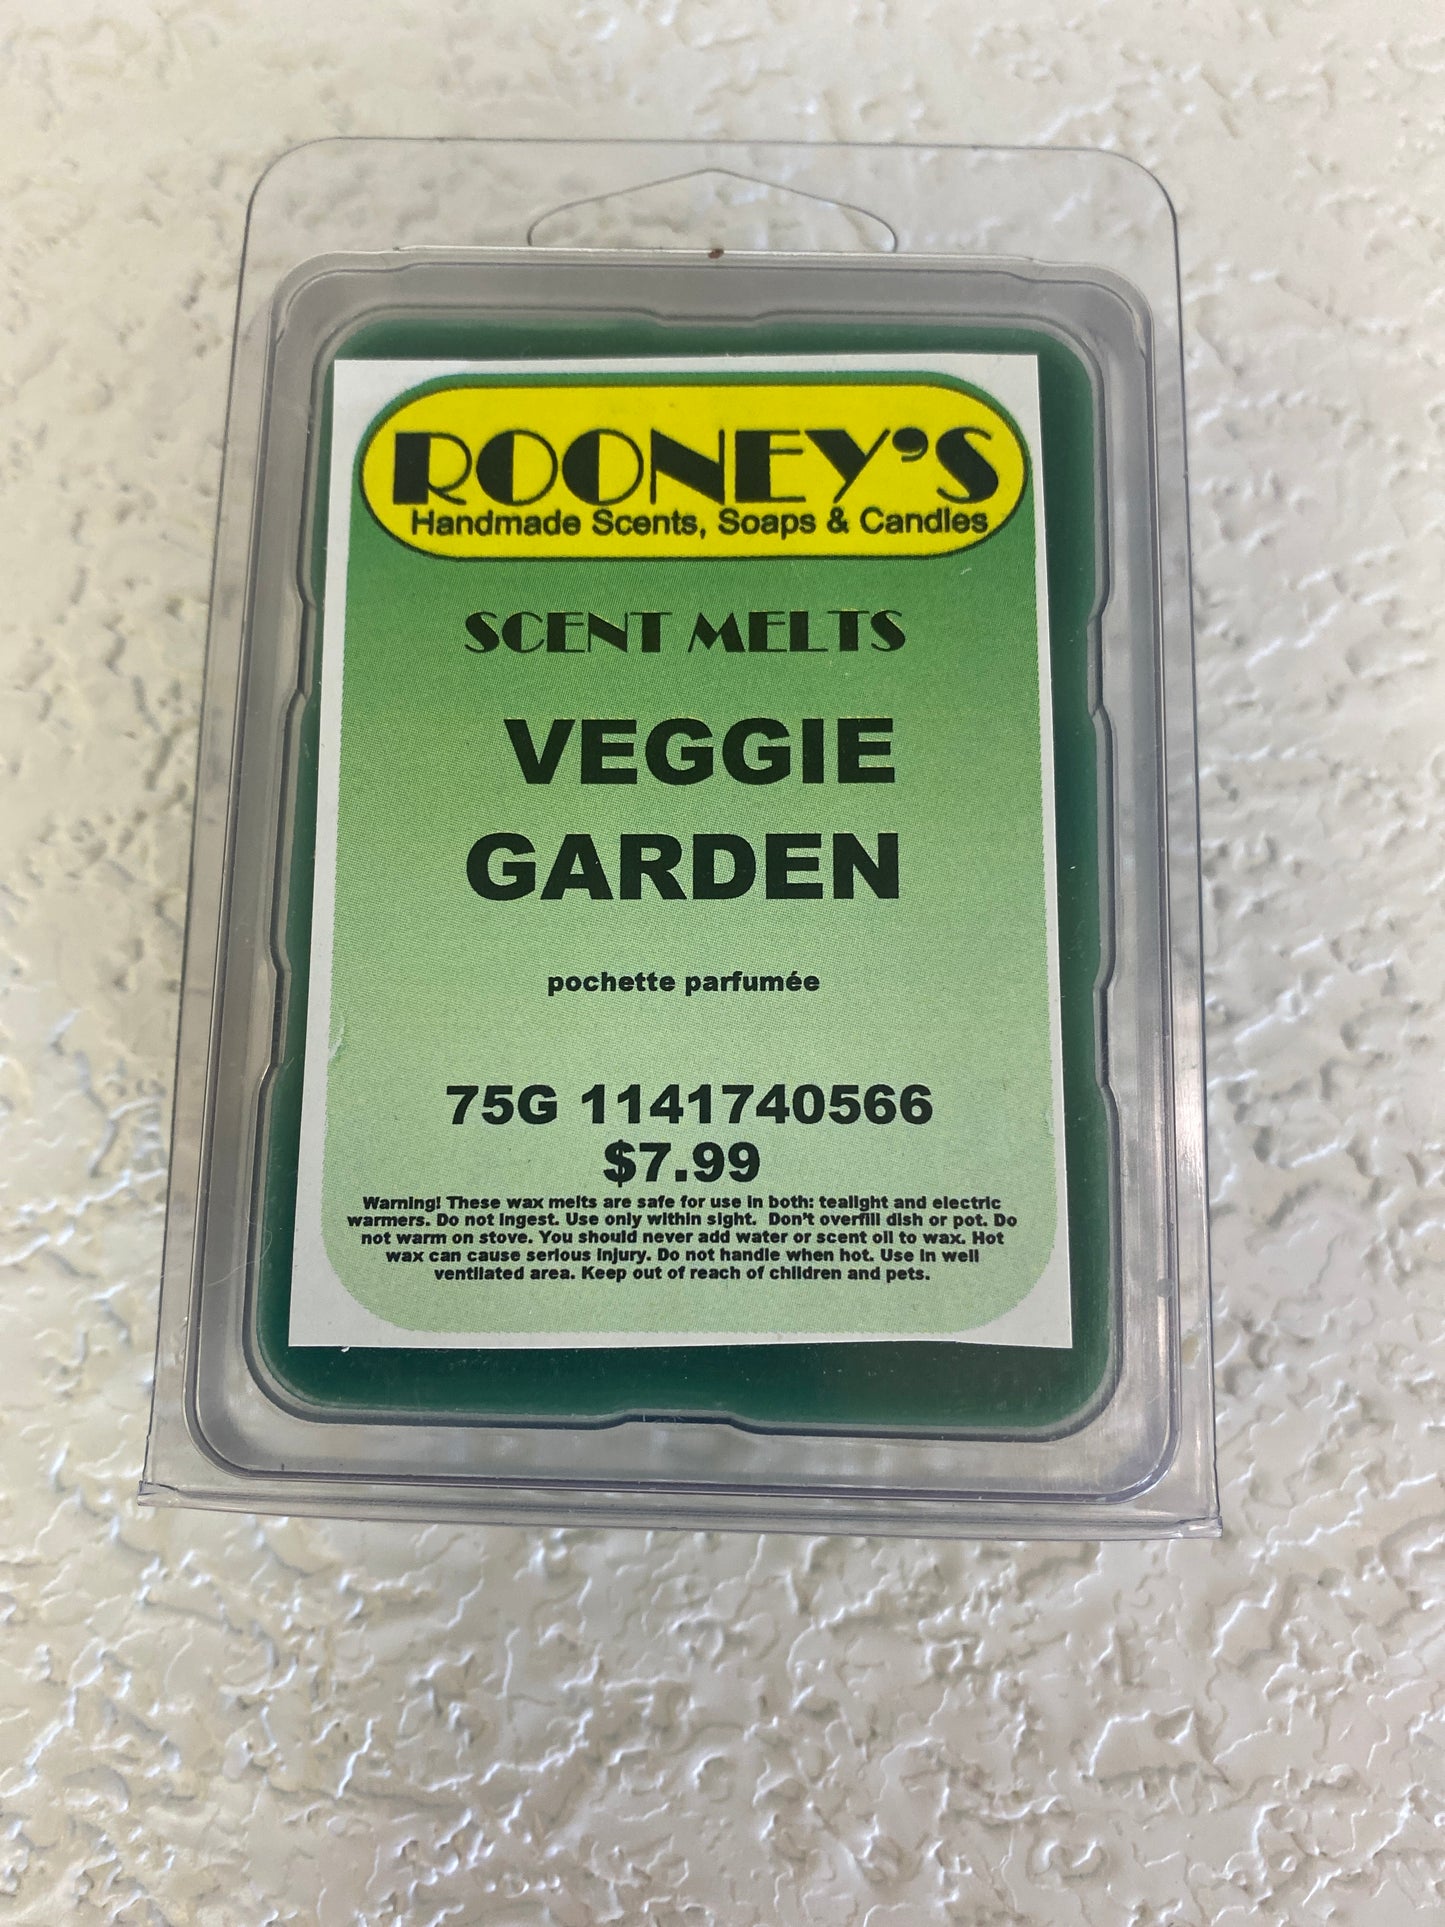 ROONEY'S
Handmade Scents, Soaps & Candles
SCENT MELTS
VEGGIE
GARDEN
pochette parfumée
75G 1141740566
$7.99
Warning! These wax melts are safe for use in both: tealight and electric
warmers. Do not ingest. Use only within sight. Don't overfill dish or pot. Do
not warm on stove. You should never add water or scent oil to wax. Hot
wax can cause serious injury. Do not handle when hot. Use in well
ventilated area. Keep out of reach of children and pets.